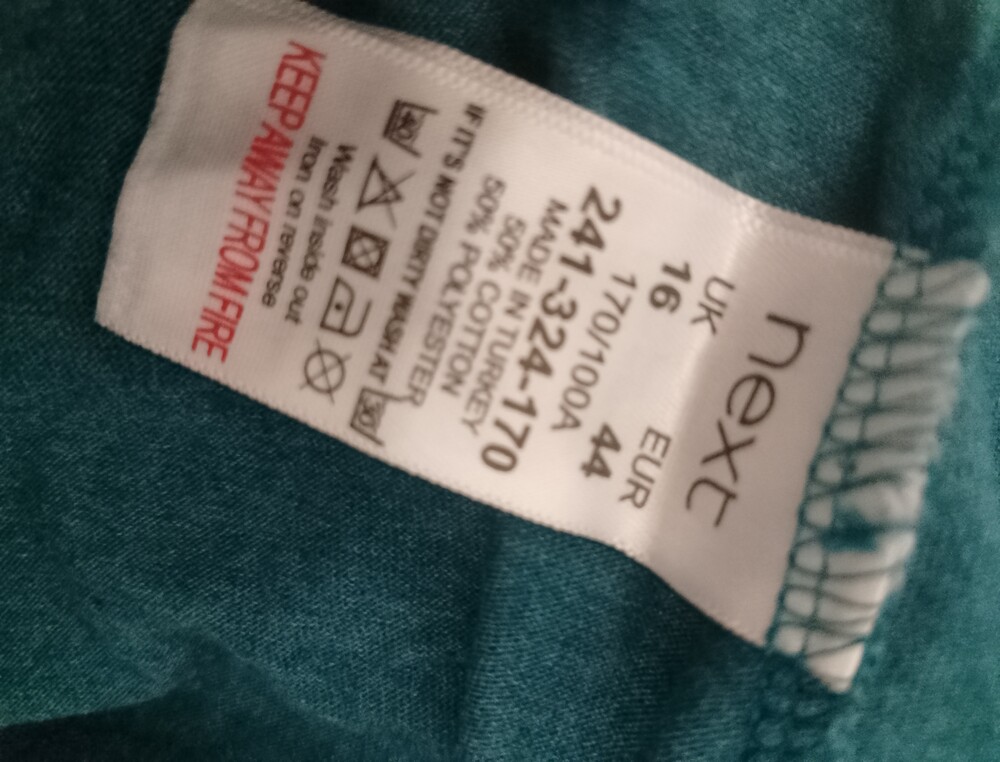 next
UK EUR
16 44
170/100A
241-324-170
MADE IN TURKEY
50% COTTON
50% POLYESTER
IF IT'S NOT DIRTY WASH AT 30
40
Wash inside out
Iron on reverse
KEEP AWAY FROM FIRE